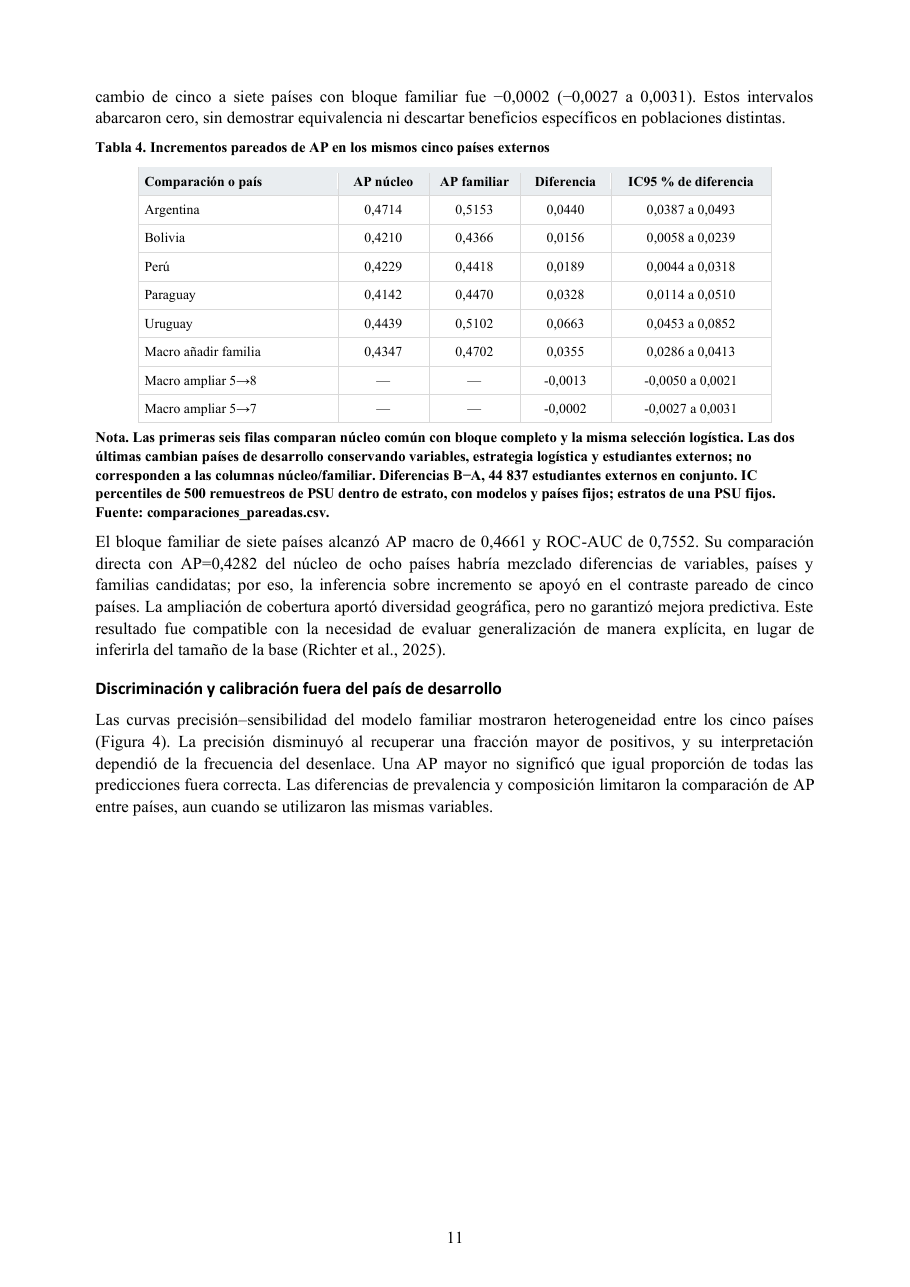 cambio de cinco a siete países con bloque familiar fue −0,0002 (−0,0027 a 0,0031). Estos intervalos
abarcaron cero, sin demostrar equivalencia ni descartar beneficios específicos en poblaciones distintas.
Tabla 4. Incrementos pareados de AP en los mismos cinco países externos
Comparación o país AP núcleo AP familiar Diferencia IC95 % de diferencia
Argentina 0,4714 0,5153 0,0440 0,0387 a 0,0493
Bolivia 0,4210 0,4366 0,0156 0,0058 a 0,0239
Perú 0,4229 0,4418 0,0189 0,0044 a 0,0318
Paraguay 0,4142 0,4470 0,0328 0,0114 a 0,0510
Uruguay 0,4439 0,5102 0,0663 0,0453 a 0,0852
Macro añadir familia 0,4347 0,4702 0,0355 0,0286 a 0,0413
Macro ampliar 5→8 — — -0,0013 -0,0050 a 0,0021
Macro ampliar 5→7 — — -0,0002 -0,0027 a 0,0031
Nota. Las primeras seis filas comparan núcleo común con bloque completo y la misma selección logística. Las dos
últimas cambian países de desarrollo conservando variables, estrategia logística y estudiantes externos; no
corresponden a las columnas núcleo/familiar. Diferencias B−A, 44 837 estudiantes externos en conjunto. IC
percentiles de 500 remuestreos de PSU dentro de estrato, con modelos y países fijos; estratos de una PSU fijos.
Fuente: comparaciones_pareadas.csv.
El bloque familiar de siete países alcanzó AP macro de 0,4661 y ROC-AUC de 0,7552. Su comparación
directa con AP=0,4282 del núcleo de ocho países habría mezclado diferencias de variables, países y
familias candidatas; por eso, la inferencia sobre incremento se apoyó en el contraste pareado de cinco
países. La ampliación de cobertura aportó diversidad geográfica, pero no garantizó mejora predictiva. Este
resultado fue compatible con la necesidad de evaluar generalización de manera explícita, en lugar de
inferirla del tamaño de la base (Richter et al., 2025).
Discriminación y calibración fuera del país de desarrollo
Las curvas precisión–sensibilidad del modelo familiar mostraron heterogeneidad entre los cinco países
(Figura 4). La precisión disminuyó al recuperar una fracción mayor de positivos, y su interpretación
dependió de la frecuencia del desenlace. Una AP mayor no significó que igual proporción de todas las
predicciones fuera correcta. Las diferencias de prevalencia y composición limitaron la comparación de AP
entre países, aun cuando se utilizaron las mismas variables.
11